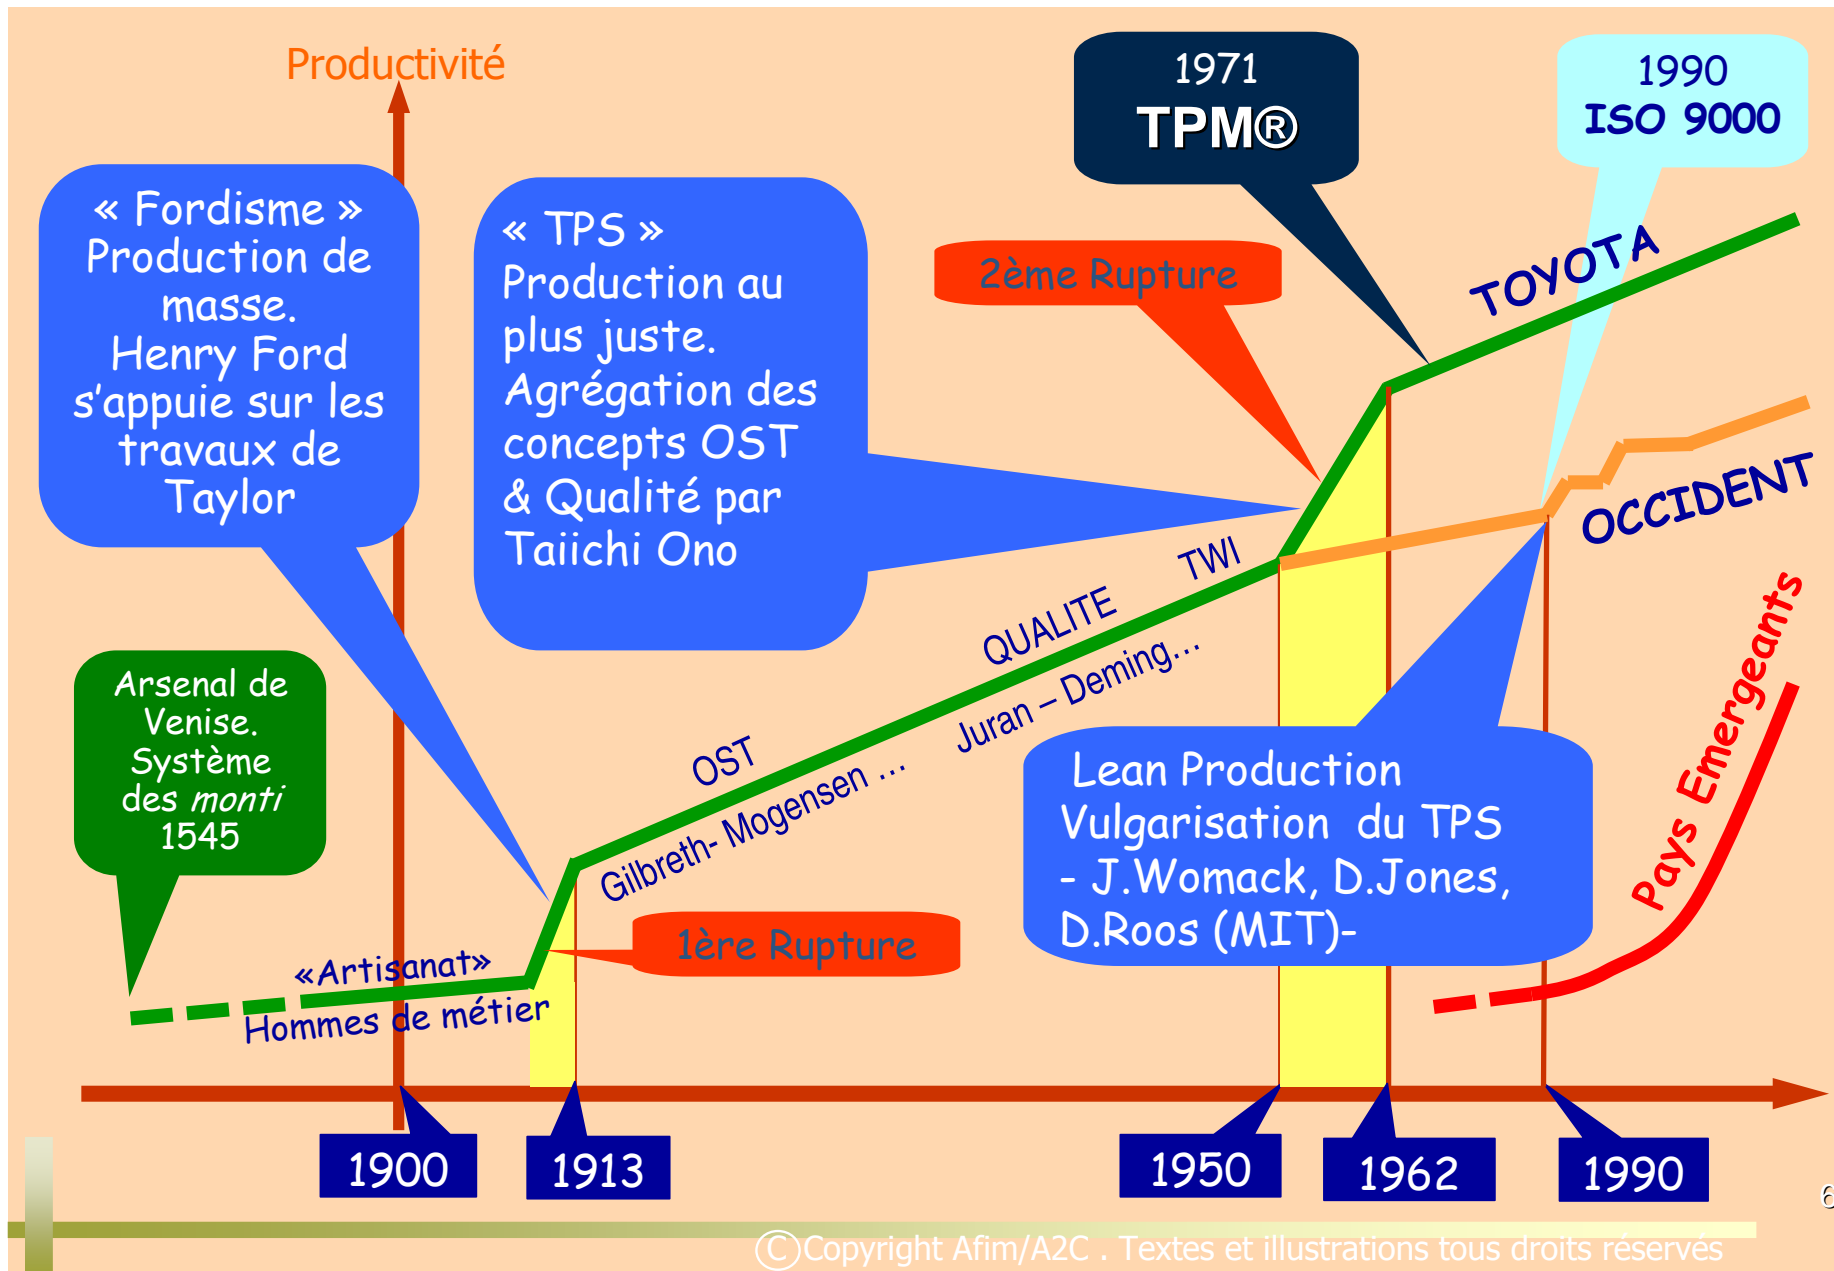 Productivité
1971
TPM®
1990
ISO 9000
« Fordisme »
Production de
masse.
Henry Ford
s'appuie sur les
travaux de
Taylor
« TPS »
Production au
plus juste.
Agrégation des
concepts OST
& Qualité par
Taiichi Ono
2ème Rupture
TOYOTA
OCCIDENT
TWI
QUALITE
Juran – Deming...
OST
Gilbreth- Mogensen ...
Arsenal de
Venise.
Système
des monti
1545
Lean Production
Vulgarisation du TPS
- J.Womack, D.Jones,
D.Roos (MIT)-
Pays Emergeants
1ère Rupture
«Artisanat»
Hommes de métier
1900
1913
1950
1962
1990
6
©Copyright Afim/A2C . Textes et illustrations tous droits réservés